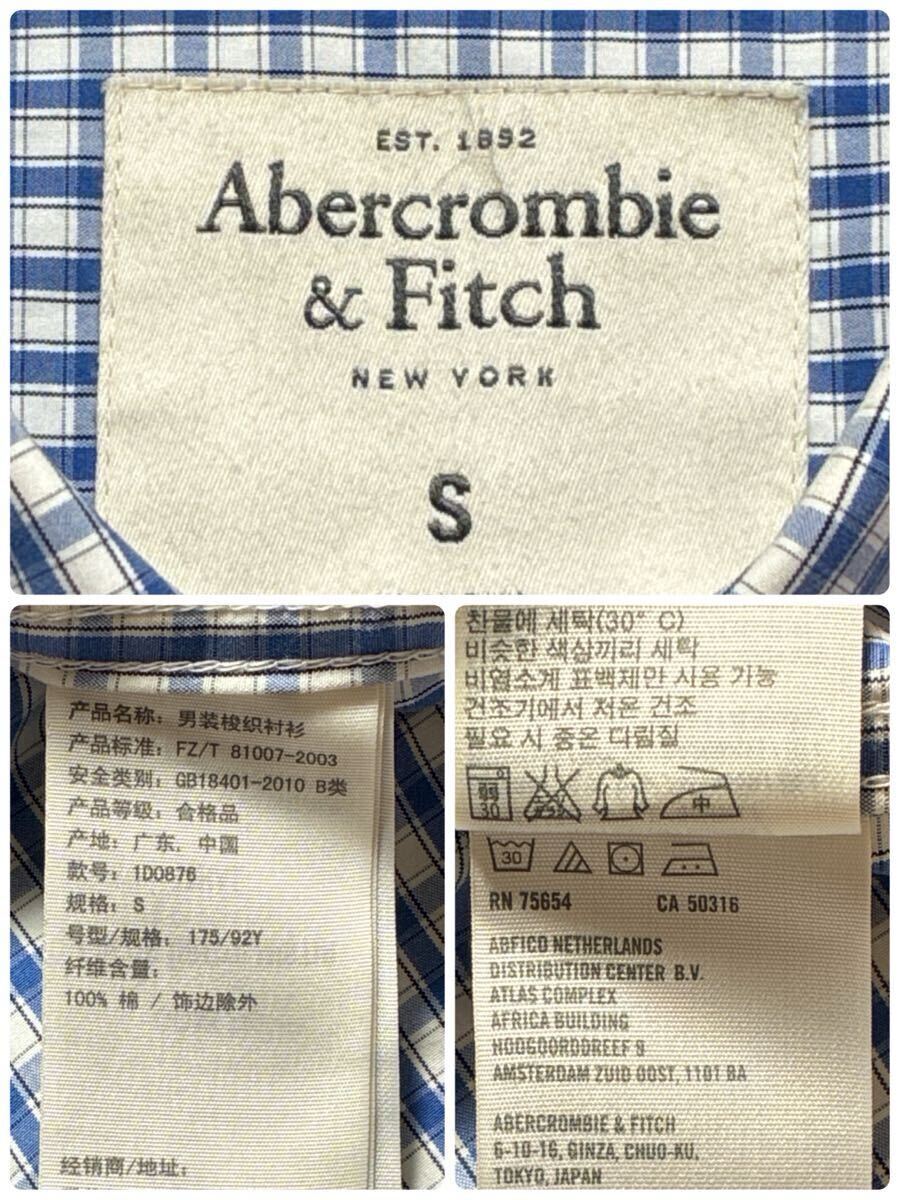 EST. 1892
Abercrombie
& Fitch
NEW YORK
S
产品名称: 男装梭织衬衫
产品标准: FZ/T 81007-2003
安全类别: GB18401-2010 B类
产品等级: 合格品
产地: 广东, 中国
款号: 1D0876
规格: S
号型/规格: 175/92Y
纤维含量:
100% 棉 / 饰边除外
经销商/地址:
찬물에 세탁(30° C)
비슷한 색상끼리 세탁
비염소계 표백제만 사용 가능
건조기에서 저온 건조
필요 시 중온 다림질
弱
30
中
30
RN 75654 CA 50316
ABFICO NETHERLANDS
DISTRIBUTION CENTER B.V.
ATLAS COMPLEX
AFRICA BUILDING
HOOGOORDDREEF 9
AMSTERDAM ZUID OOST, 1101 BA
ABERCROMBIE & FITCH
6-10-16, GINZA, CHUO-KU,
TOKYO, JAPAN